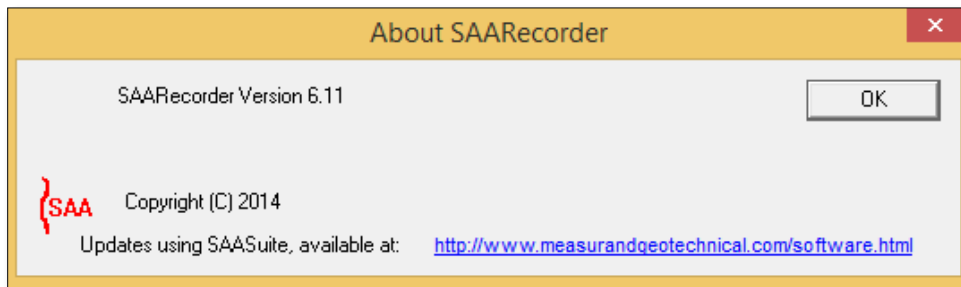 About SAARecorder
SAARecorder Version 6.11
OK
SAA
Copyright (C) 2014
Updates using SAASuite, available at: http://www.measurandgeotechnical.com/software.html